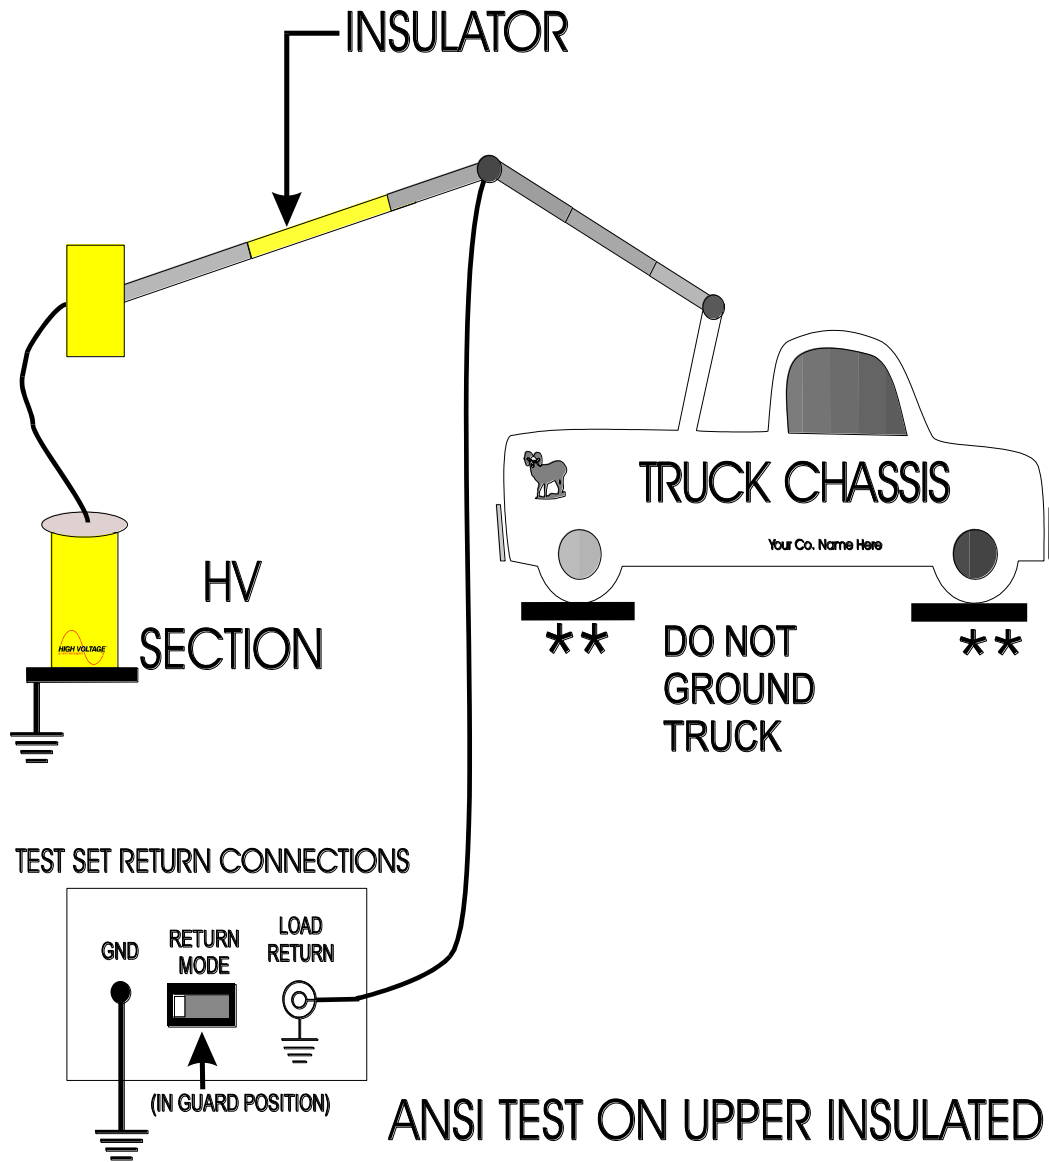 INSULATOR
TRUCK CHASSIS
Your Co. Name Here
HV
SECTION
HIGH VOLTAGE
**
**
DO NOT
GROUND
TRUCK
TEST SET RETURN CONNECTIONS
GND
RETURN
MODE
LOAD
RETURN
(IN GUARD POSITION)
ANSI TEST ON UPPER INSULATED